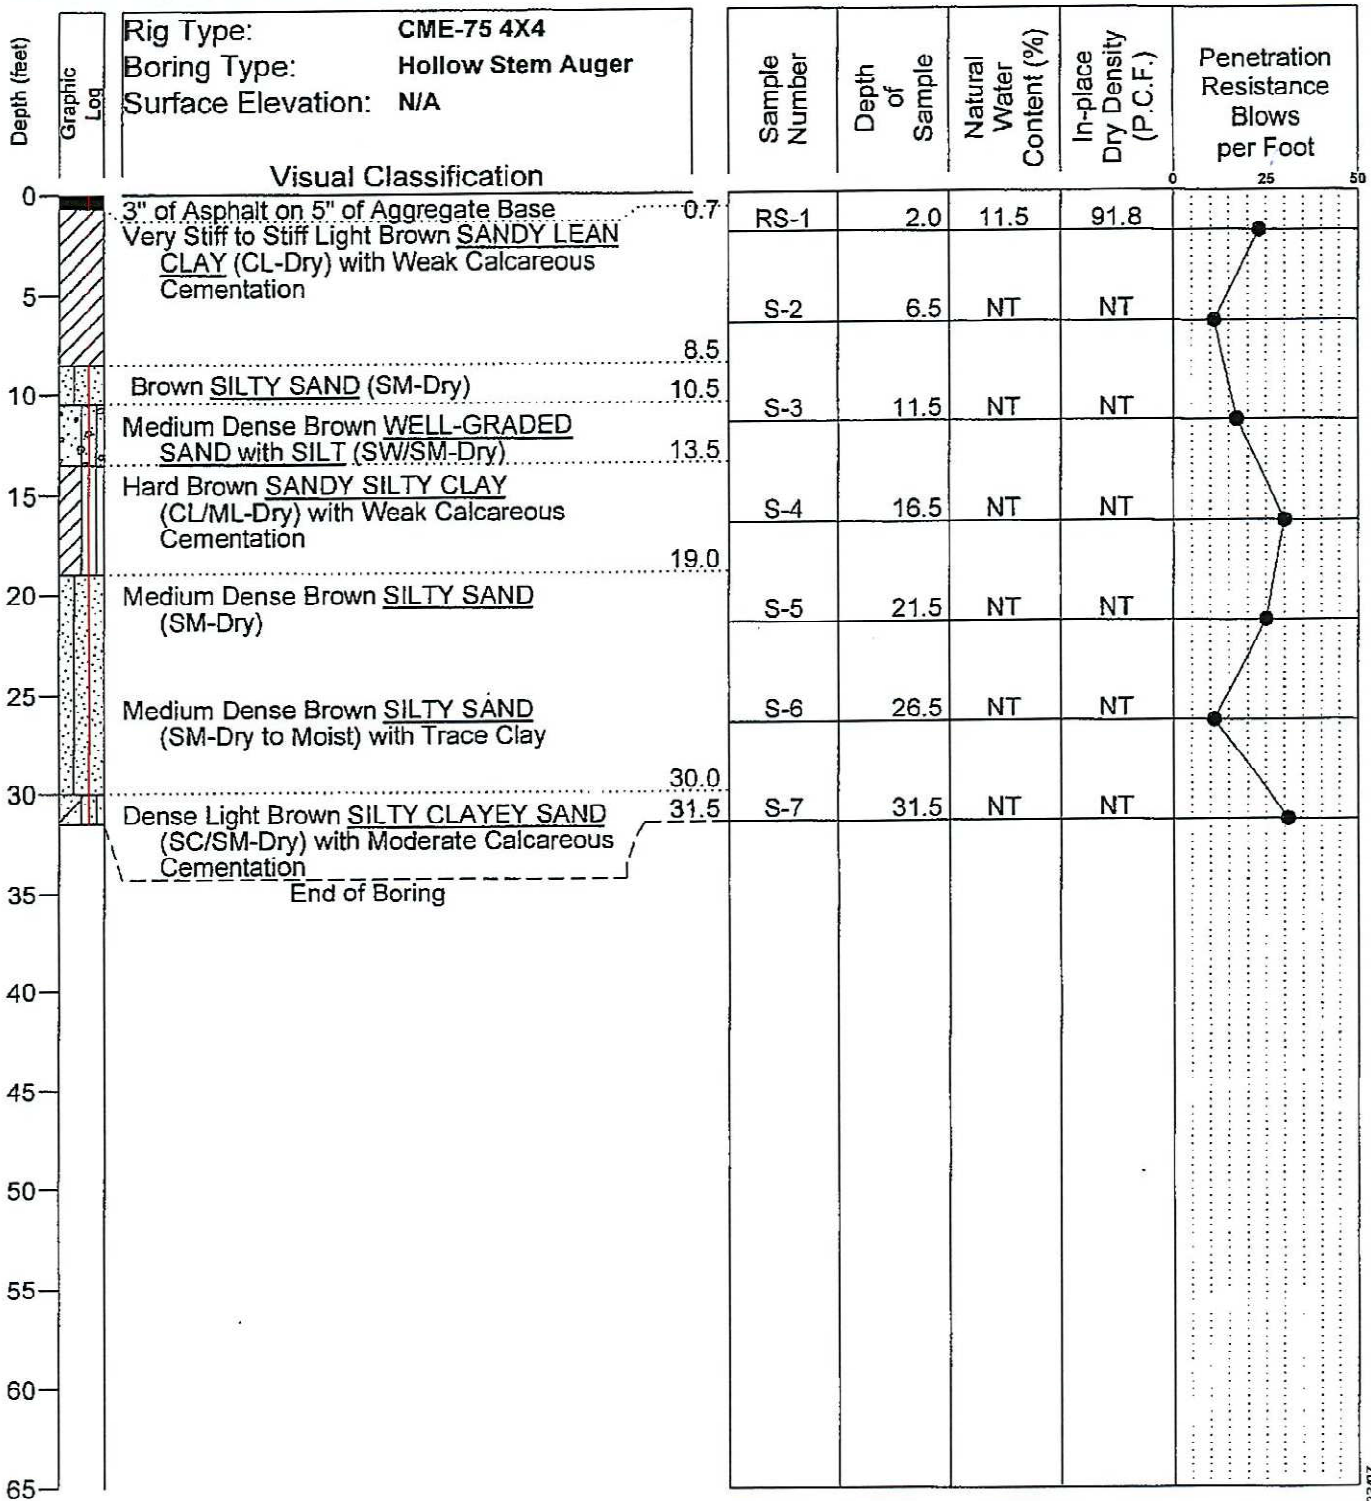 Depth (feet)
Graphic
Log
Rig Type: CME-75 4X4
Boring Type: Hollow Stem Auger
Surface Elevation: N/A
Visual Classification
Sample
Number
Depth
of
Sample
Natural
Water
Content (%)
In-place
Dry Density
(P.C.F.)
Penetration
Resistance
Blows
per Foot
0 25 50
0
3" of Asphalt on 5" of Aggregate Base 0.7
RS-1 2.0 11.5 91.8
Very Stiff to Stiff Light Brown SANDY LEAN
CLAY (CL-Dry) with Weak Calcareous
Cementation
5
S-2 6.5 NT NT
8.5
Brown SILTY SAND (SM-Dry) 10.5
10
S-3 11.5 NT NT
Medium Dense Brown WELL-GRADED
SAND with SILT (SW/SM-Dry) 13.5
Hard Brown SANDY SILTY CLAY
15
(CL/ML-Dry) with Weak Calcareous
S-4 16.5 NT NT
Cementation
19.0
20
Medium Dense Brown SILTY SAND
(SM-Dry)
S-5 21.5 NT NT
25
Medium Dense Brown SILTY SAND
S-6 26.5 NT NT
(SM-Dry to Moist) with Trace Clay
30.0
30
Dense Light Brown SILTY CLAYEY SAND 31.5
S-7 31.5 NT NT
(SC/SM-Dry) with Moderate Calcareous
Cementation
End of Boring
35
40
45
50
55
60
65